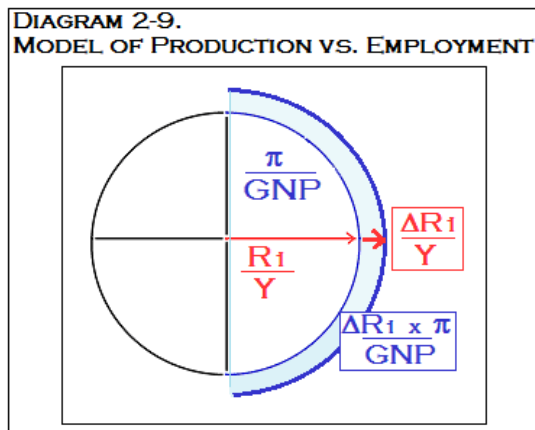 DIAGRAM 2-9.
MODEL OF PRODUCTION VS. EMPLOYMENT
π
GNP
R1
Y
ΔR1
Y
ΔR1 x π
GNP